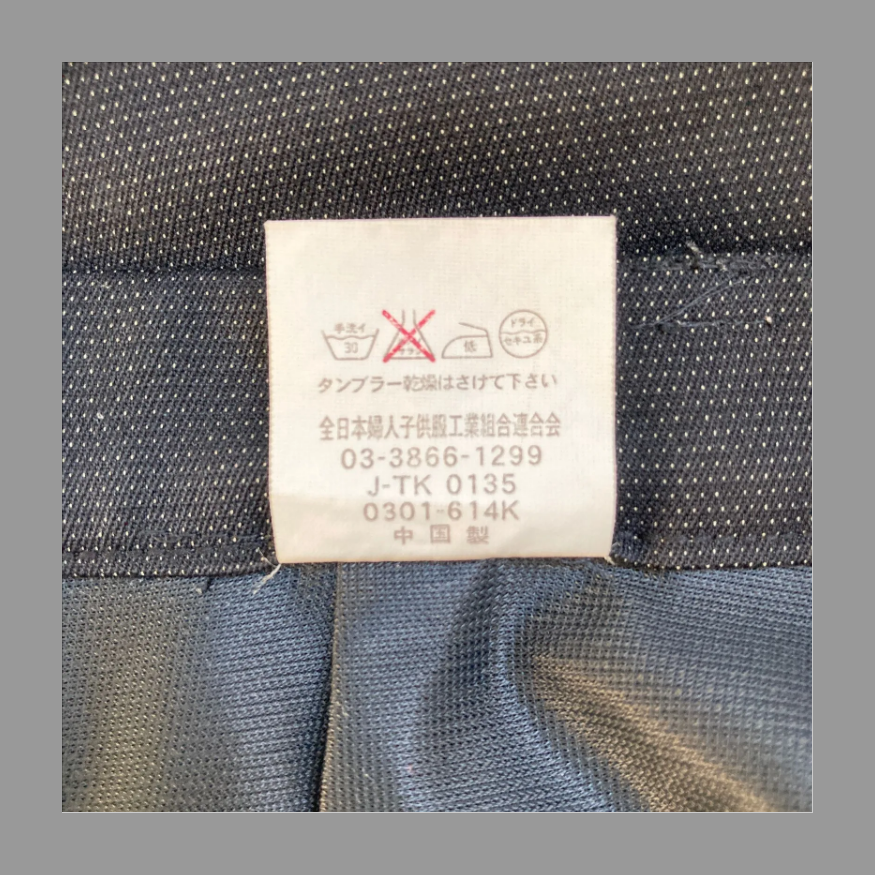 手洗イ 30 低 ドライ セキユ系
タンブラー乾燥はさけて下さい
全日本婦人子供服工業組合連合会
03-3866-1299
J-TK 0135
0301-614K
中国製